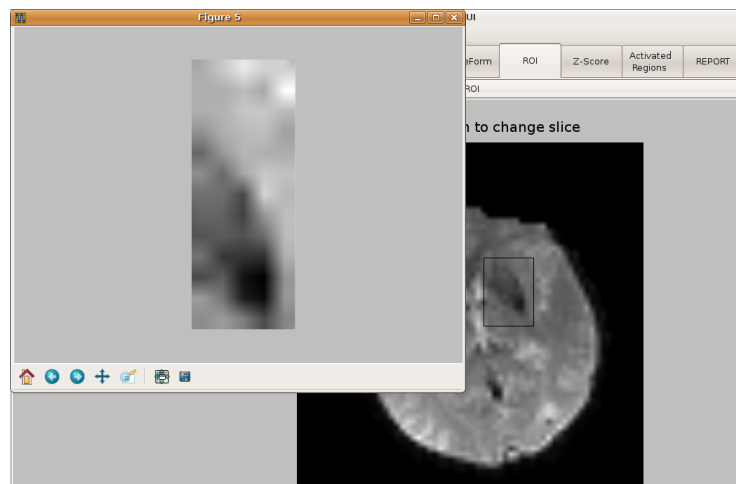 Figure 5
UI
eForm
ROI
Z-Score
Activated
Regions
REPORT
ROI
n to change slice